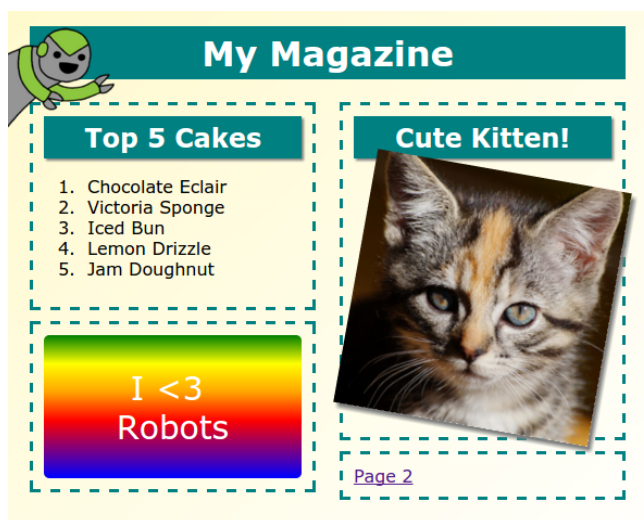 My Magazine
Top 5 Cakes
1. Chocolate Eclair
2. Victoria Sponge
3. Iced Bun
4. Lemon Drizzle
5. Jam Doughnut
I <3
Robots
Cute Kitten!
Page 2